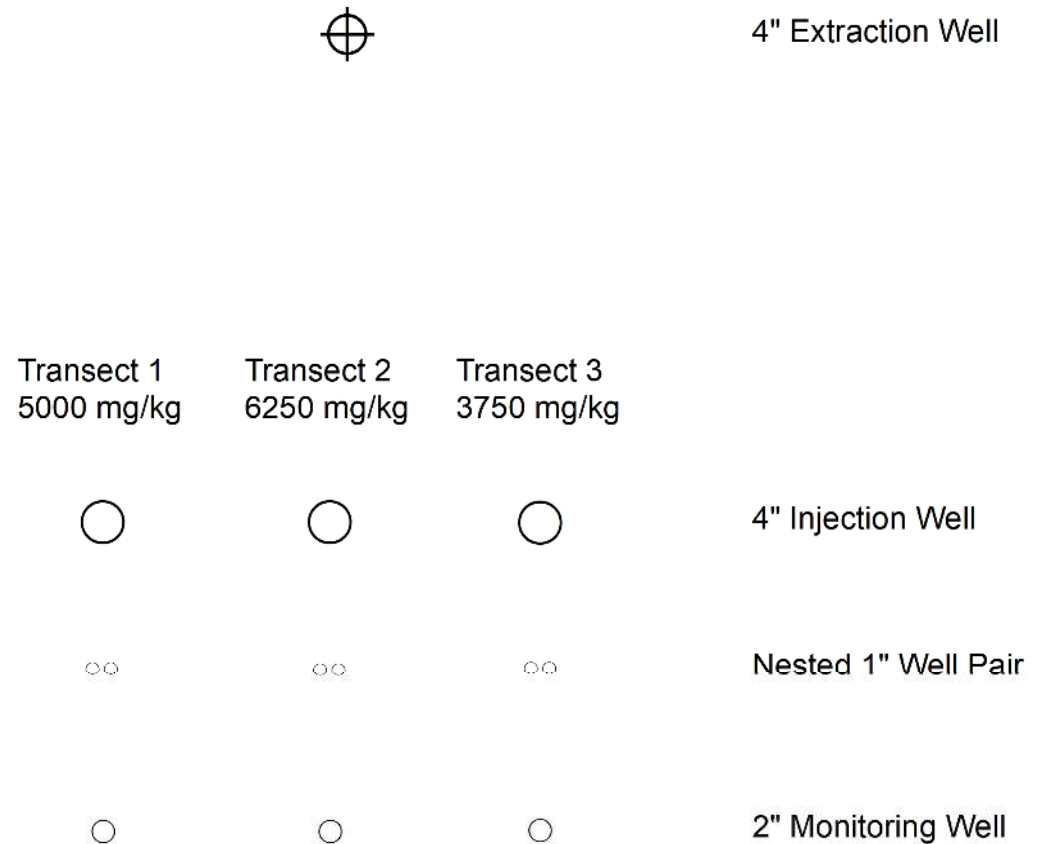 4" Extraction Well
Transect 1 Transect 2 Transect 3
5000 mg/kg 6250 mg/kg 3750 mg/kg
4" Injection Well
Nested 1" Well Pair
2" Monitoring Well